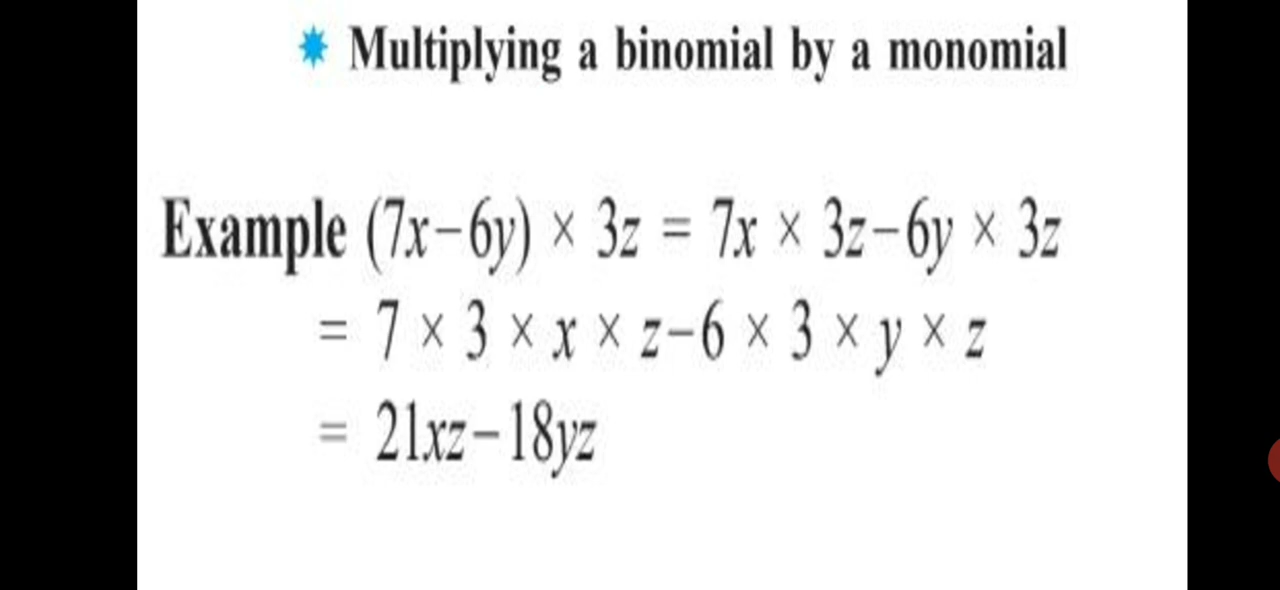 ✷ Multiplying a binomial by a monomial
Example (7x−6y) × 3z = 7x × 3z−6y × 3z
= 7 × 3 × x × z−6 × 3 × y × z
= 21xz−18yz